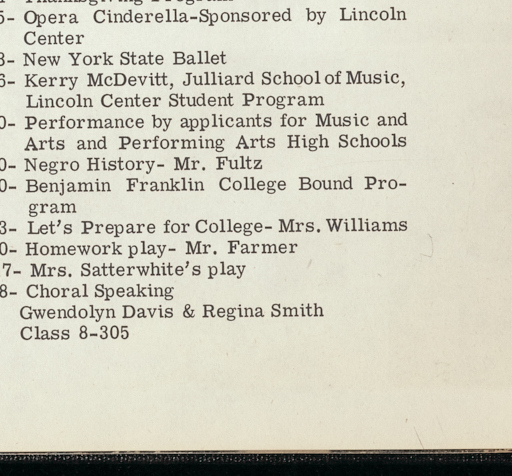 5- Opera Cinderella-Sponsored by Lincoln
Center
3- New York State Ballet
6- Kerry McDevitt, Julliard School of Music,
Lincoln Center Student Program
0- Performance by applicants for Music and
Arts and Performing Arts High Schools
0- Negro History- Mr. Fultz
0- Benjamin Franklin College Bound Pro-
gram
3- Let's Prepare for College- Mrs. Williams
0- Homework play- Mr. Farmer
17- Mrs. Satterwhite's play
8- Choral Speaking
Gwendolyn Davis & Regina Smith
Class 8-305